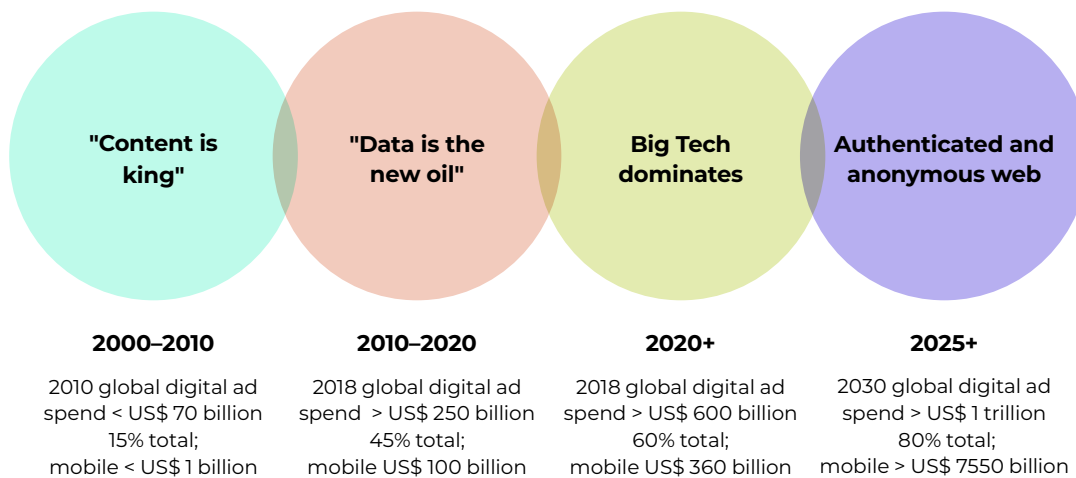 "Content is
king"
"Data is the
new oil"
Big Tech
dominates
Authenticated and
anonymous web
2000–2010
2010 global digital ad
spend < US$ 70 billion
15% total;
mobile < US$ 1 billion
2010–2020
2018 global digital ad
spend > US$ 250 billion
45% total;
mobile US$ 100 billion
2020+
2018 global digital ad
spend > US$ 600 billion
60% total;
mobile US$ 360 billion
2025+
2030 global digital ad
spend > US$ 1 trillion
80% total;
mobile > US$ 7550 billion